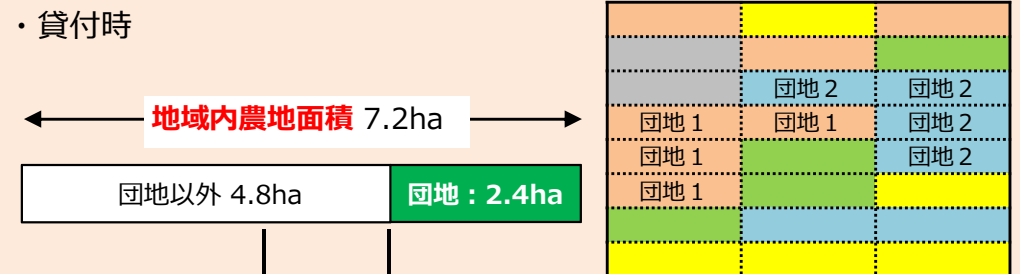 ・貸付時
地域内農地面積 7.2ha
団地以外 4.8ha
団地：2.4ha
団地２ 団地２
団地１ 団地１ 団地２
団地１ 団地２
団地１